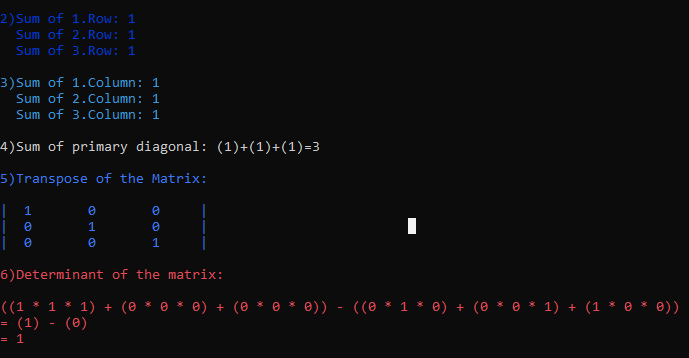 2)Sum of 1.Row: 1
Sum of 2.Row: 1
Sum of 3.Row: 1
3)Sum of 1.Column: 1
Sum of 2.Column: 1
Sum of 3.Column: 1
4)Sum of primary diagonal: (1)+(1)+(1)=3
5)Transpose of the Matrix:
| 1 0 0 |
| 0 1 0 |
| 0 0 1 |
6)Determinant of the matrix:
((1 * 1 * 1) + (0 * 0 * 0) + (0 * 0 * 0)) - ((0 * 1 * 0) + (0 * 0 * 1) + (1 * 0 * 0))
= (1) - (0)
= 1